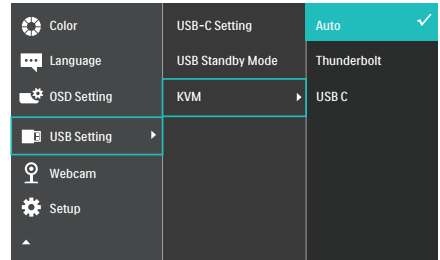 Color
Language
OSD Setting
USB Setting
Webcam
Setup
USB-C Setting
USB Standby Mode
KVM
Auto
Thunderbolt
USB C